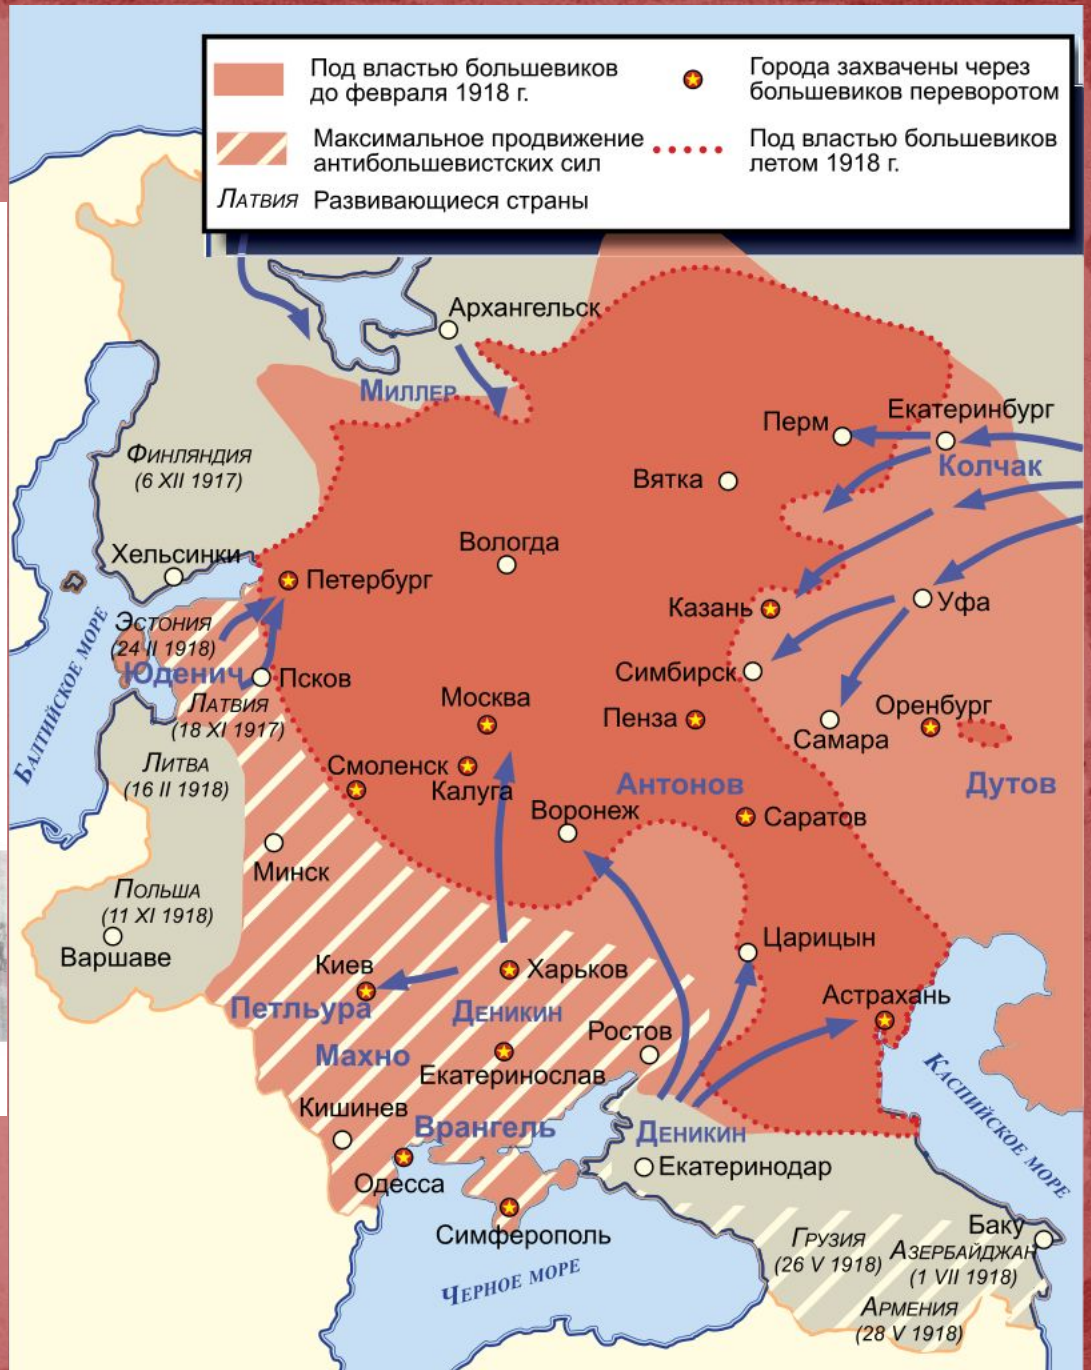 Под властью большевиков
до февраля 1918 г.
Города захвачены через
большевиков переворотом
Максимальное продвижение
антибольшевистских сил
Под властью большевиков
летом 1918 г.
ЛАТВИЯ Развивающиеся страны
Архангельск
МИЛЛЕР
Перм
Екатеринбург
КОЛЧАК
Вятка
ФИНЛЯНДИЯ
(6 XII 1917)
Хельсинки
Вологда
Петербург
Казань
Уфа
ЭСТОНИЯ
(24 II 1918)
Юденич
Псков
Симбирск
ЛАТВИЯ
(18 XI 1917)
Москва
Пенза
Самара
Оренбург
БАЛТИЙСКОЕ МОРЕ
ЛИТВА
(16 II 1918)
Смоленск
Калуга
Антонов
Дутов
Воронеж
Саратов
Минск
ПОЛЬША
(11 XI 1918)
Варшаве
Царицын
Киев
Харьков
Петльура
ДЕНИКИН
Астрахань
Ростов
Махно
Екатеринослав
КАСПИЙСКОЕ МОРЕ
Кишинев
Врангель
ДЕНИКИН
Екатеринодар
Одесса
Симферополь
ЧЕРНОЕ МОРЕ
ГРУЗИЯ
(26 V 1918)
Баку
АЗЕРБАЙДЖАН
(1 VII 1918)
АРМЕНИЯ
(28 V 1918)